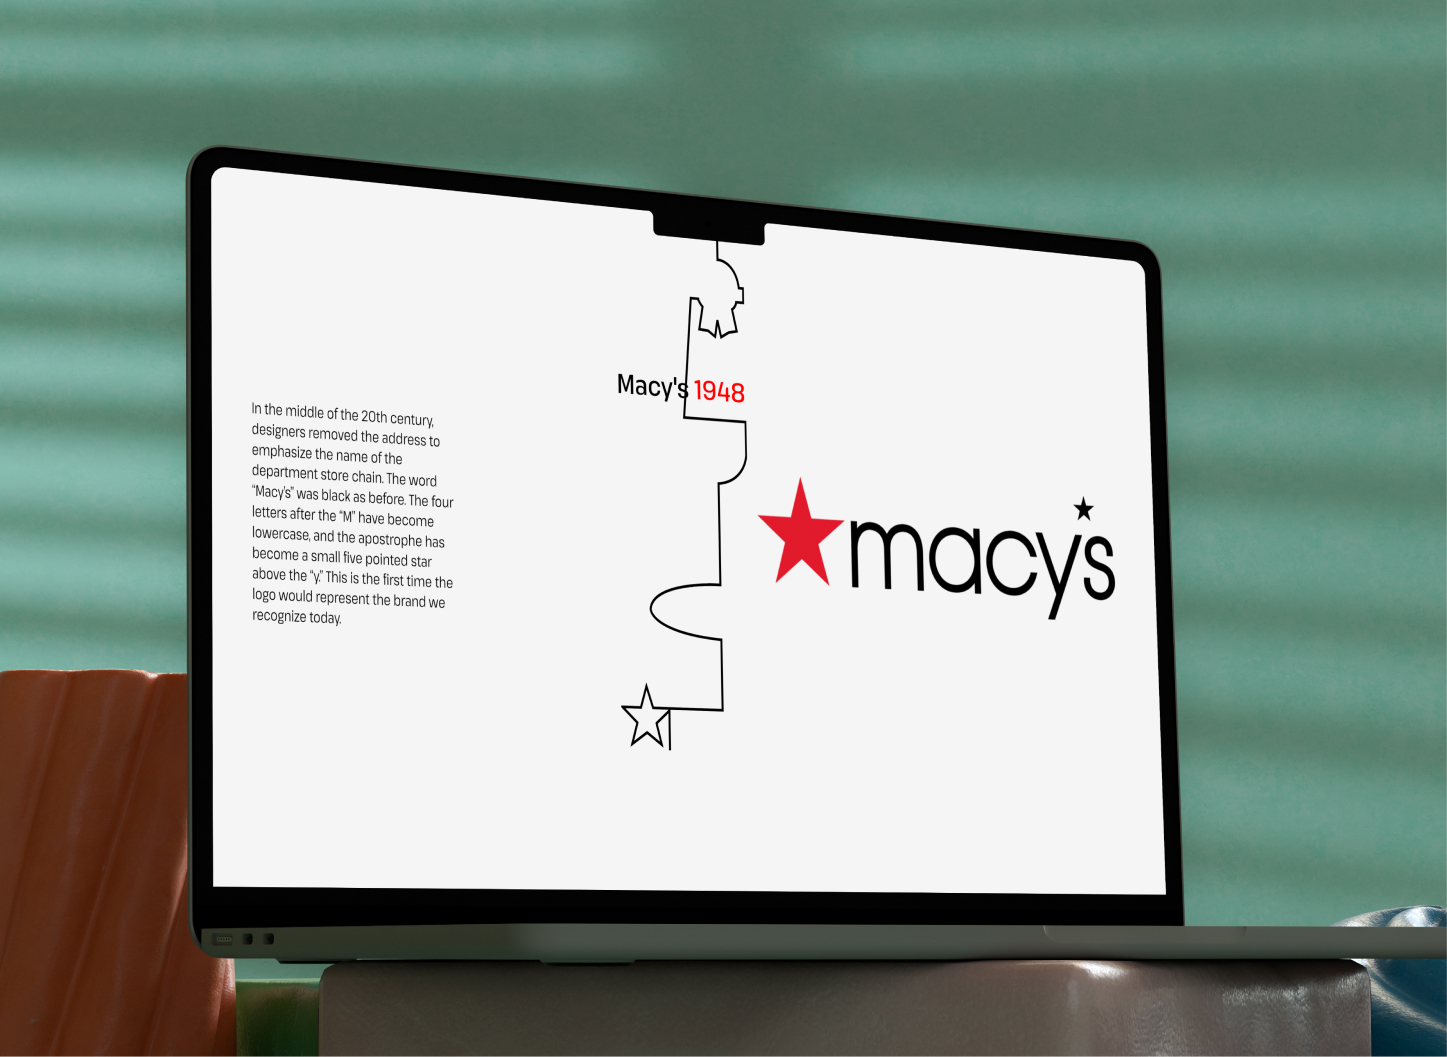 Macy's 1948
In the middle of the 20th century,
designers removed the address to
emphasize the name of the
department store chain. The word
“Macy's” was black as before. The four
letters after the “M” have become
lowercase, and the apostrophe has
become a small five pointed star
above the “y.” This is the first time the
logo would represent the brand we
recognize today.
★macy★s